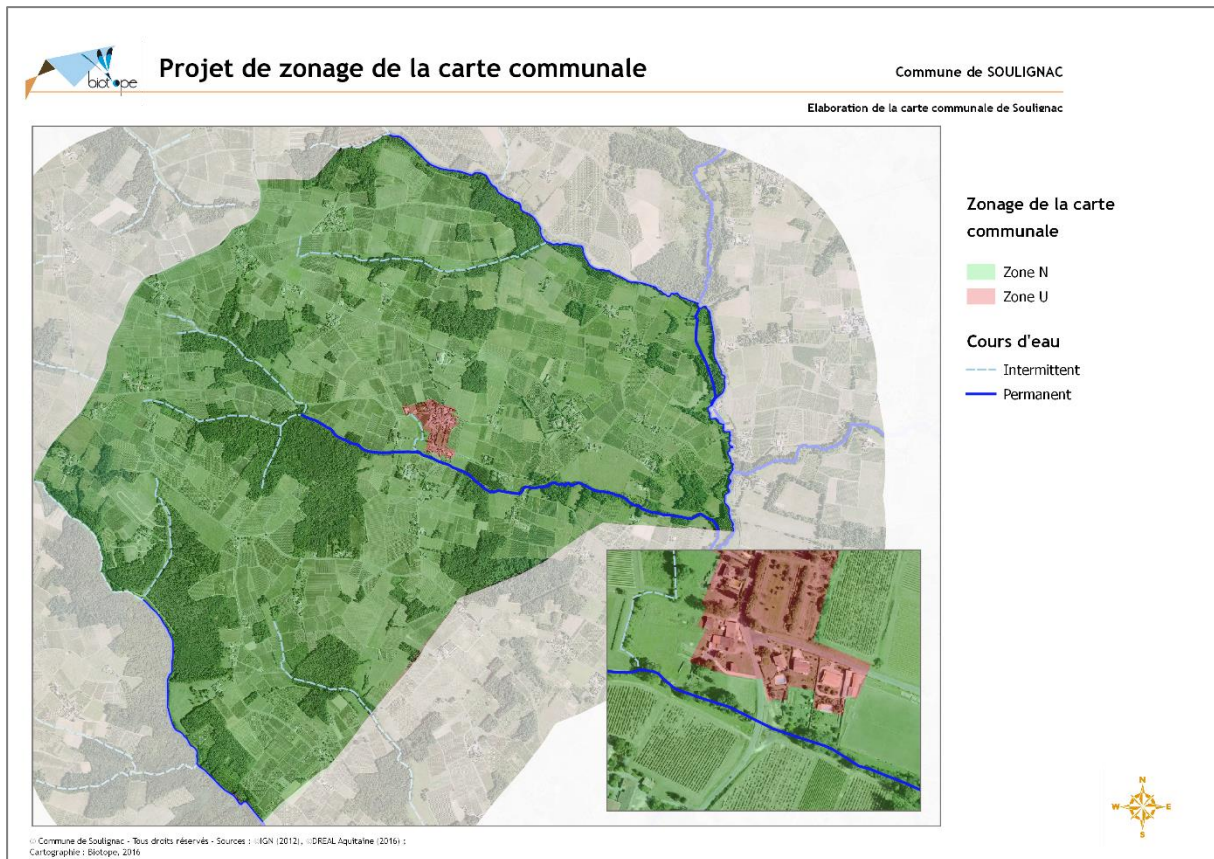 biotope
Projet de zonage de la carte communale
Commune de SOULIGNAC
Elaboration de la carte communale de Soulignac
Zonage de la carte
communale
Zone N
Zone U
Cours d'eau
Intermittent
Permanent
N
W E
S
© Commune de Soulignac - Tous droits réservés - Sources : ©IGN (2012), ©DREAL Aquitaine (2016) ;
Cartographie : Biotope, 2016